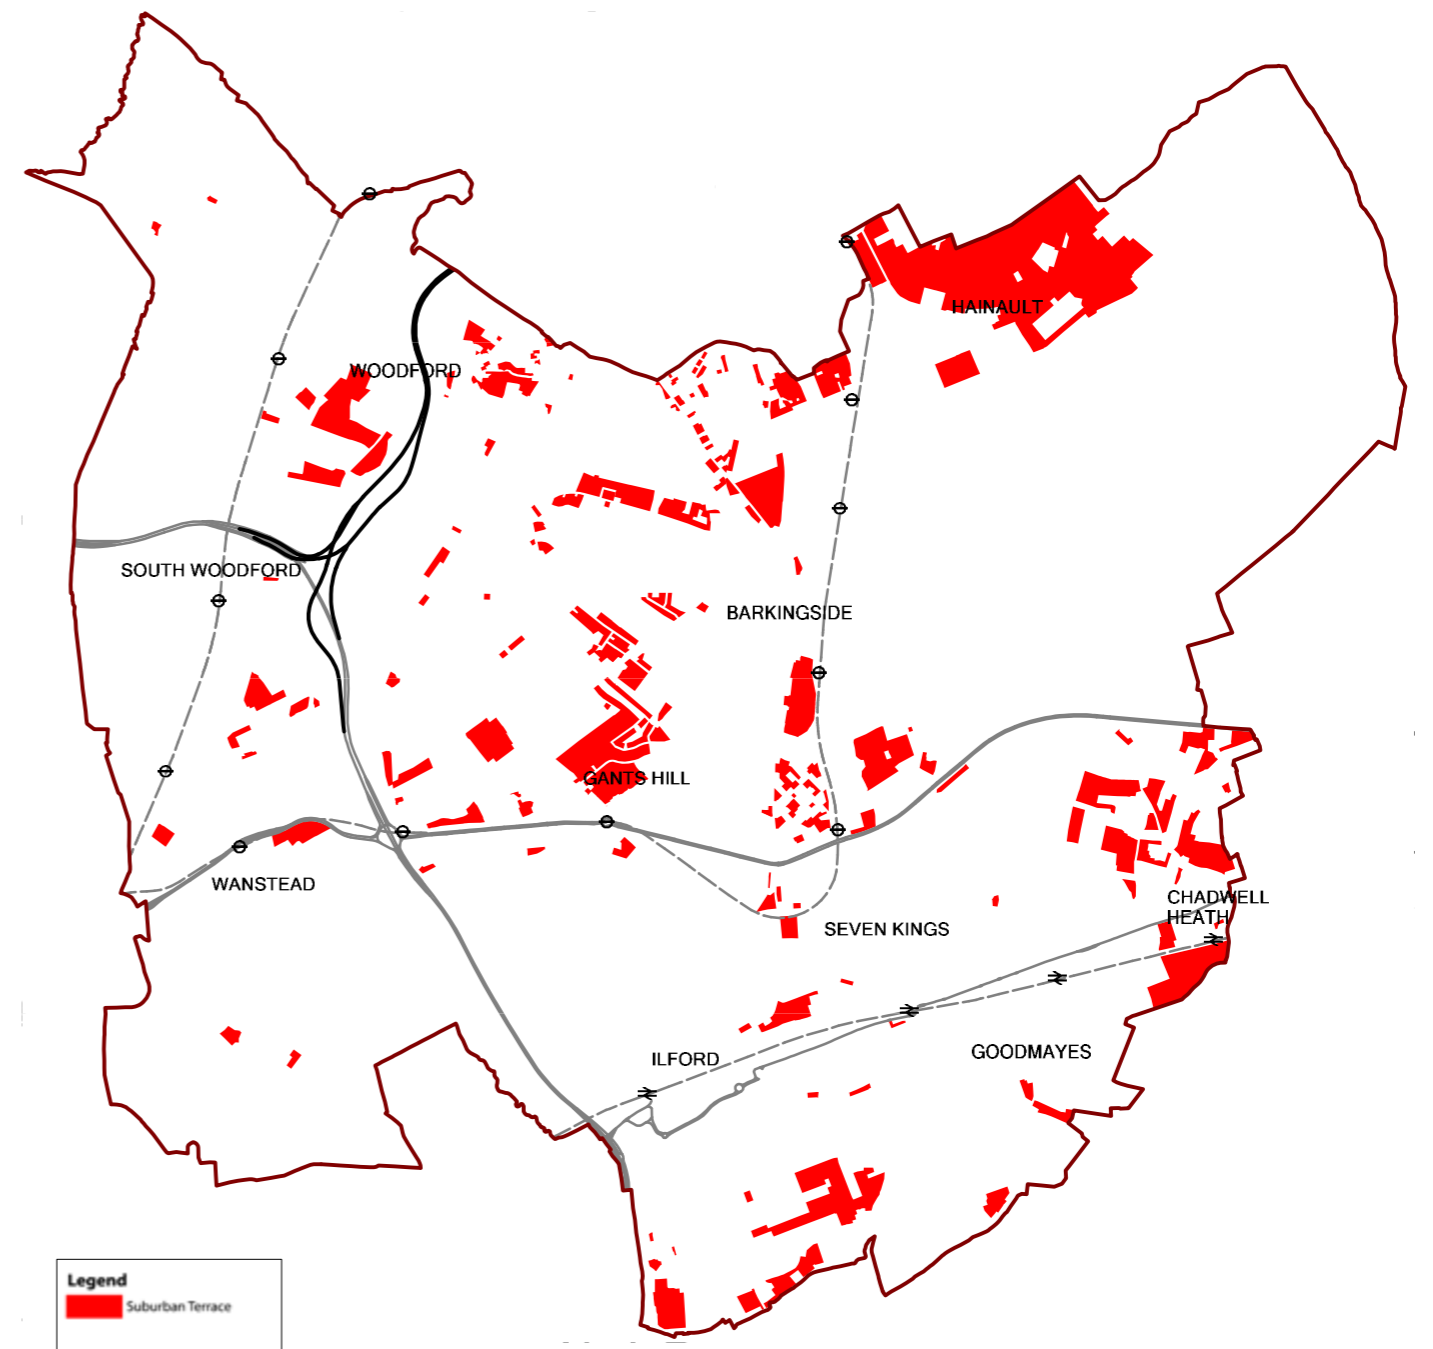 HAINAULT
WOODFORD
SOUTH WOODFORD
BARKINGSIDE
GANTS HILL
WANSTEAD
CHADWELL
HEATH
SEVEN KINGS
ILFORD
GOODMAYES
Legend
Suburban Terrace